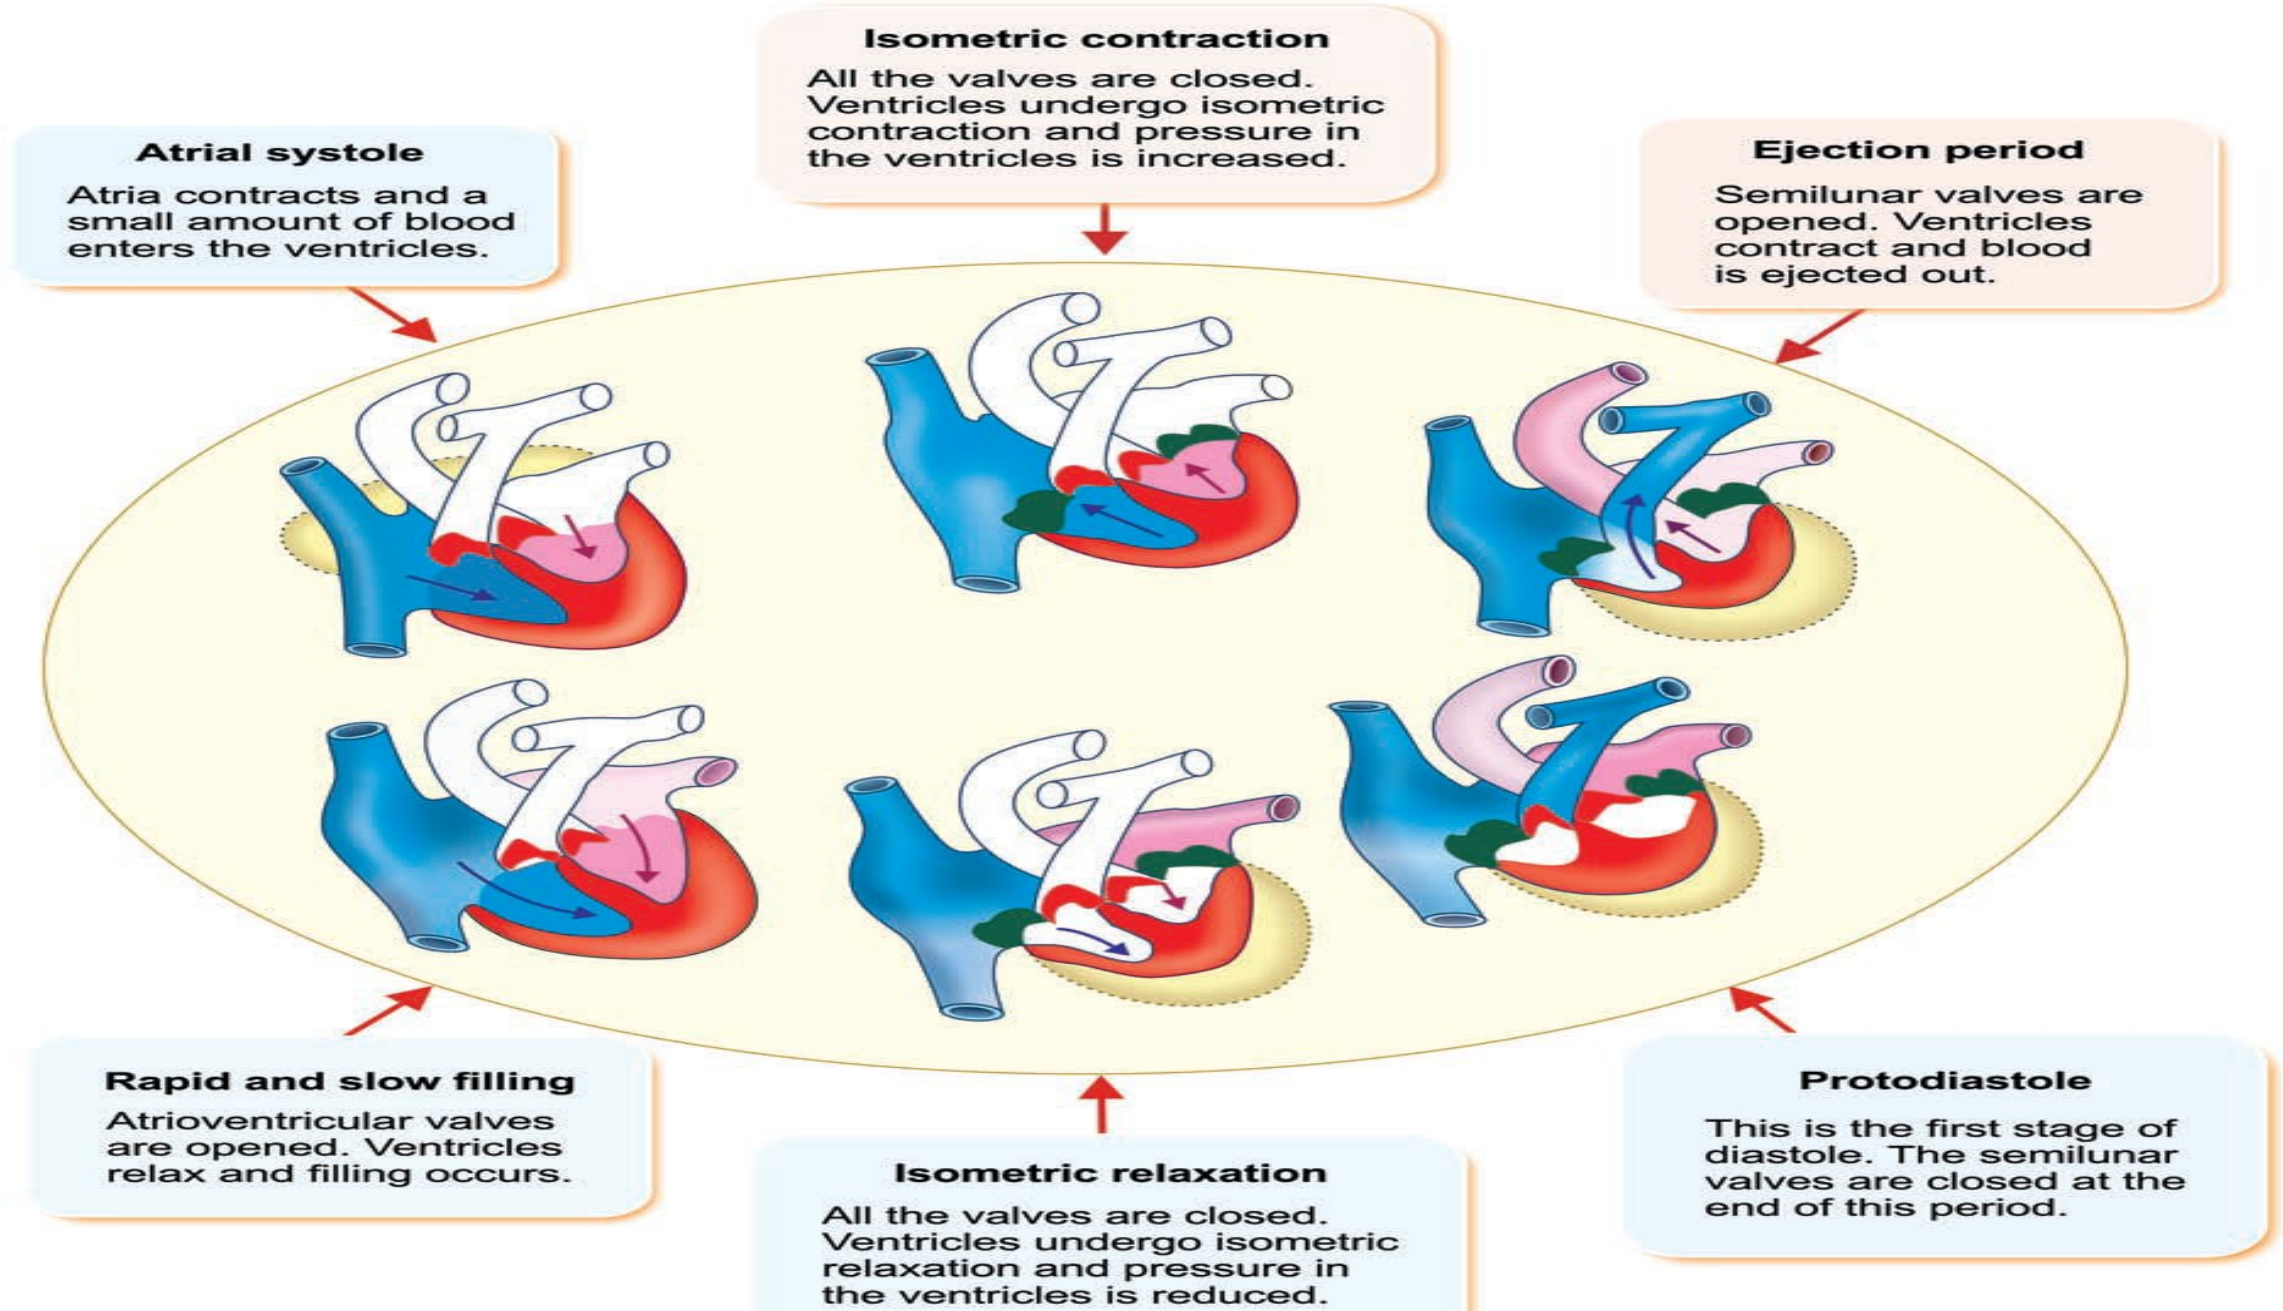 Isometric contraction
All the valves are closed.
Ventricles undergo isometric
contraction and pressure in
the ventricles is increased.
Atrial systole
Atria contracts and a
small amount of blood
enters the ventricles.
Ejection period
Semilunar valves are
opened. Ventricles
contract and blood
is ejected out.
Rapid and slow filling
Atrioventricular valves
are opened. Ventricles
relax and filling occurs.
Isometric relaxation
All the valves are closed.
Ventricles undergo isometric
relaxation and pressure in
the ventricles is reduced.
Protodiastole
This is the first stage of
diastole. The semilunar
valves are closed at the
end of this period.